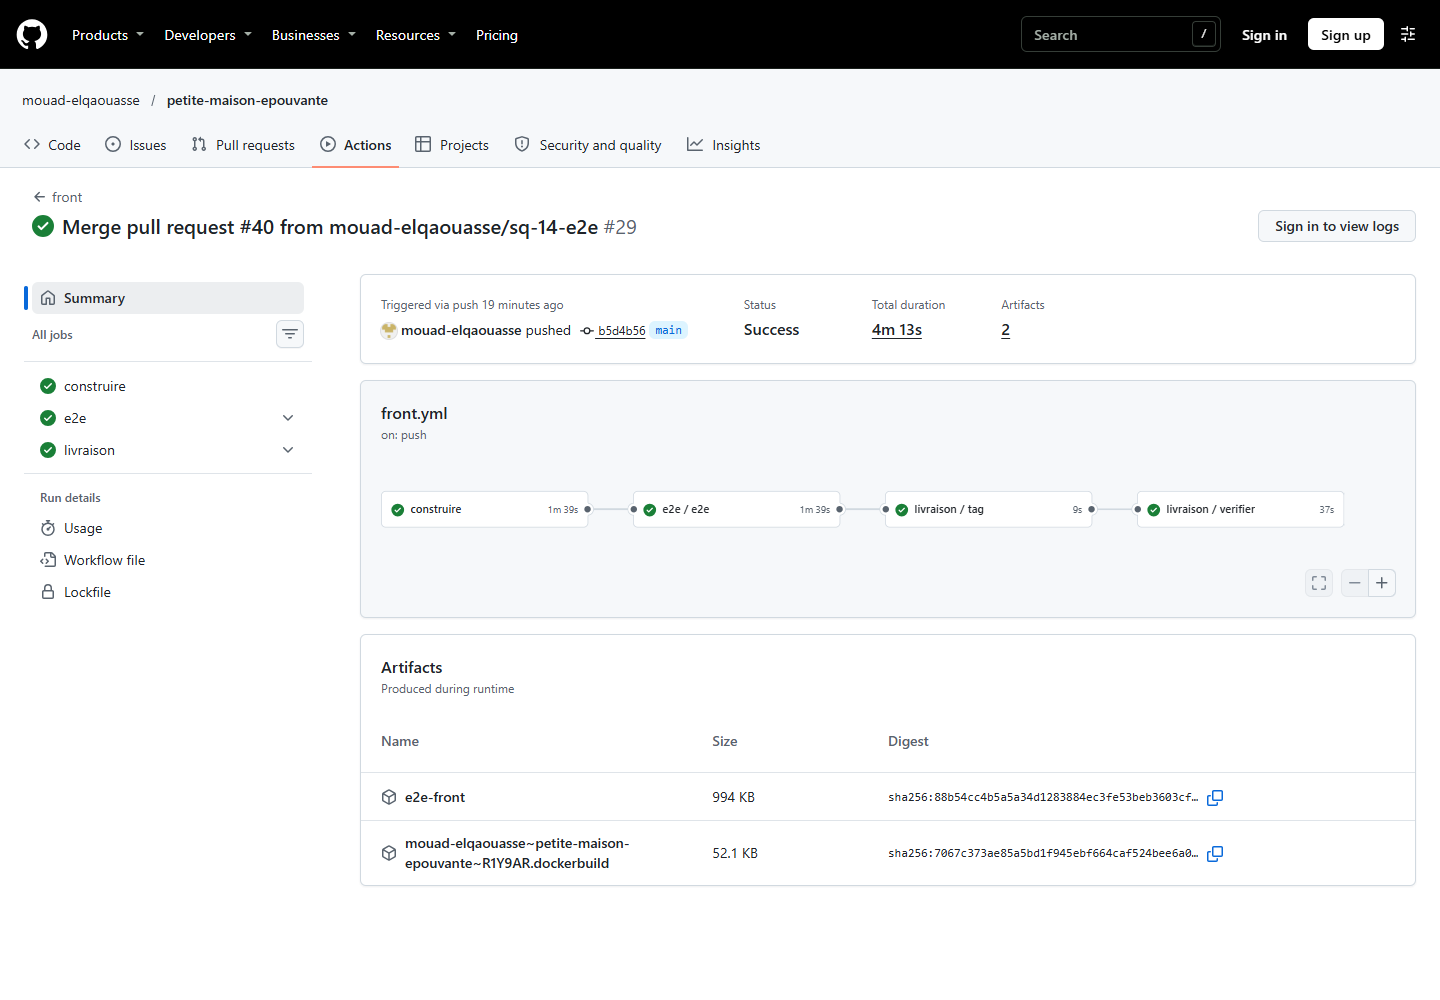 Products Developers Businesses Resources Pricing Search / Sign in Sign up
mouad-elqaouasse / petite-maison-epouvante
Code Issues Pull requests Actions Projects Security and quality Insights
front
Merge pull request #40 from mouad-elqaouasse/sq-14-e2e #29
Sign in to view logs
Summary
All jobs
construire
e2e
livraison
Run details
Usage
Workflow file
Lockfile
Triggered via push 19 minutes ago
mouad-elqaouasse pushed b5d4b56 main
Status
Success
Total duration
4m 13s
Artifacts
2
front.yml
on: push
construire 1m 39s
e2e / e2e 1m 39s
livraison / tag 9s
livraison / verifier 37s
Artifacts
Produced during runtime
Name Size Digest
e2e-front 994 KB sha256:88b54cc4b5a5a34d1283884ec3fe53beb3603cf…
mouad-elqaouasse~petite-maison-
epouvante~R1Y9AR.dockerbuild 52.1 KB sha256:7067c373ae85a5bd1f945ebf664caf524bee6a0…